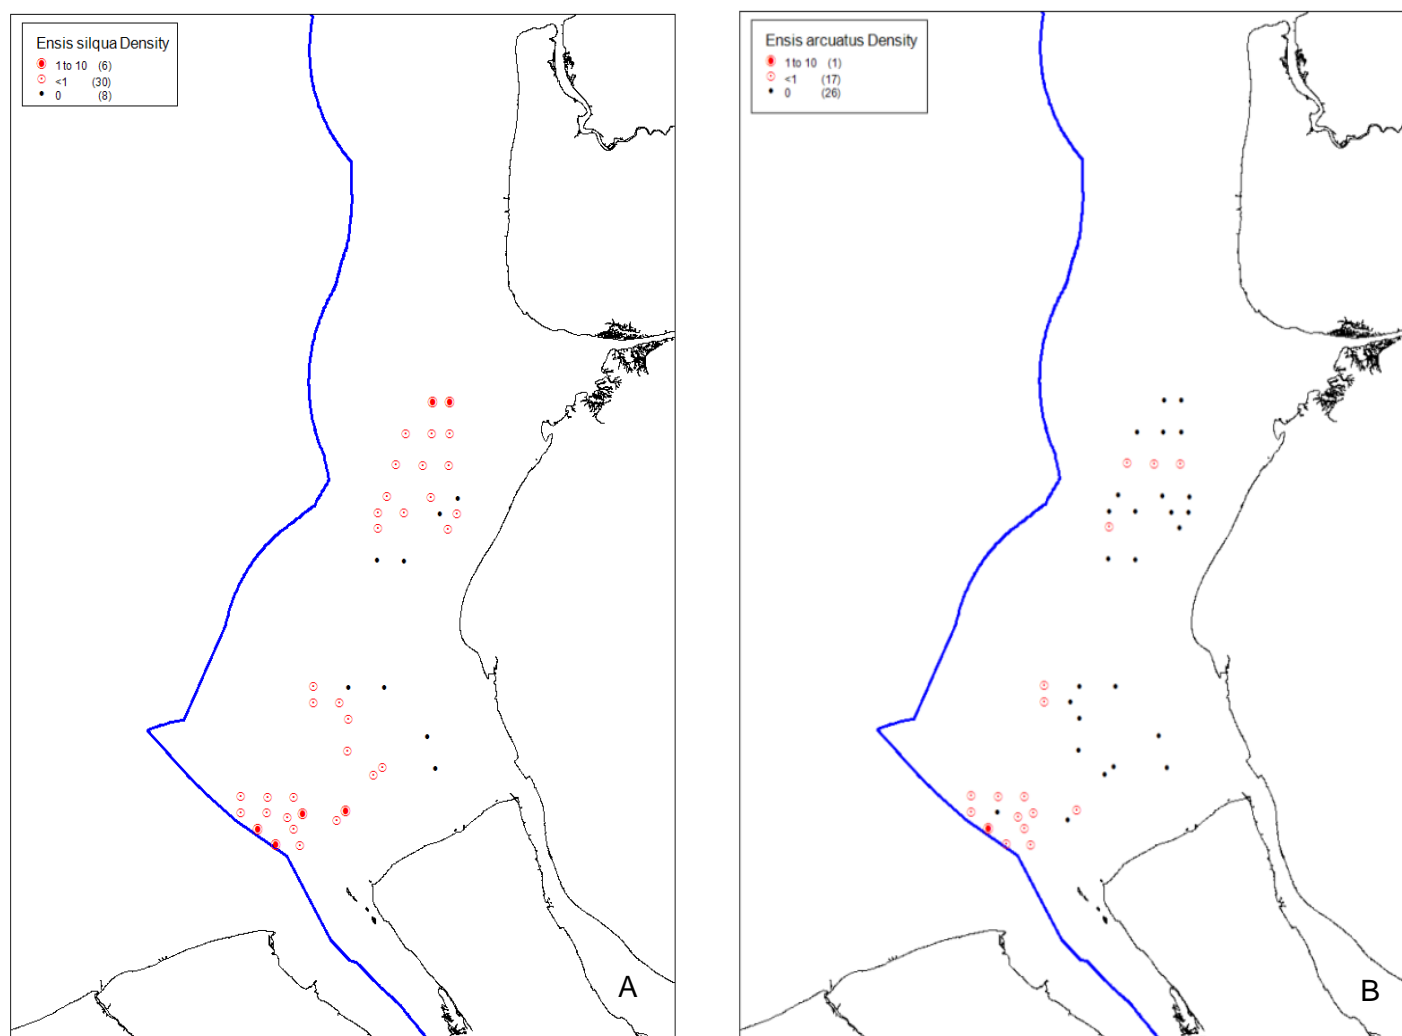 Ensis silqua Density
1 to 10 (6)
<1 (30)
0 (8)
A
Ensis arcuatus Density
1 to 10 (1)
<1 (17)
0 (26)
B